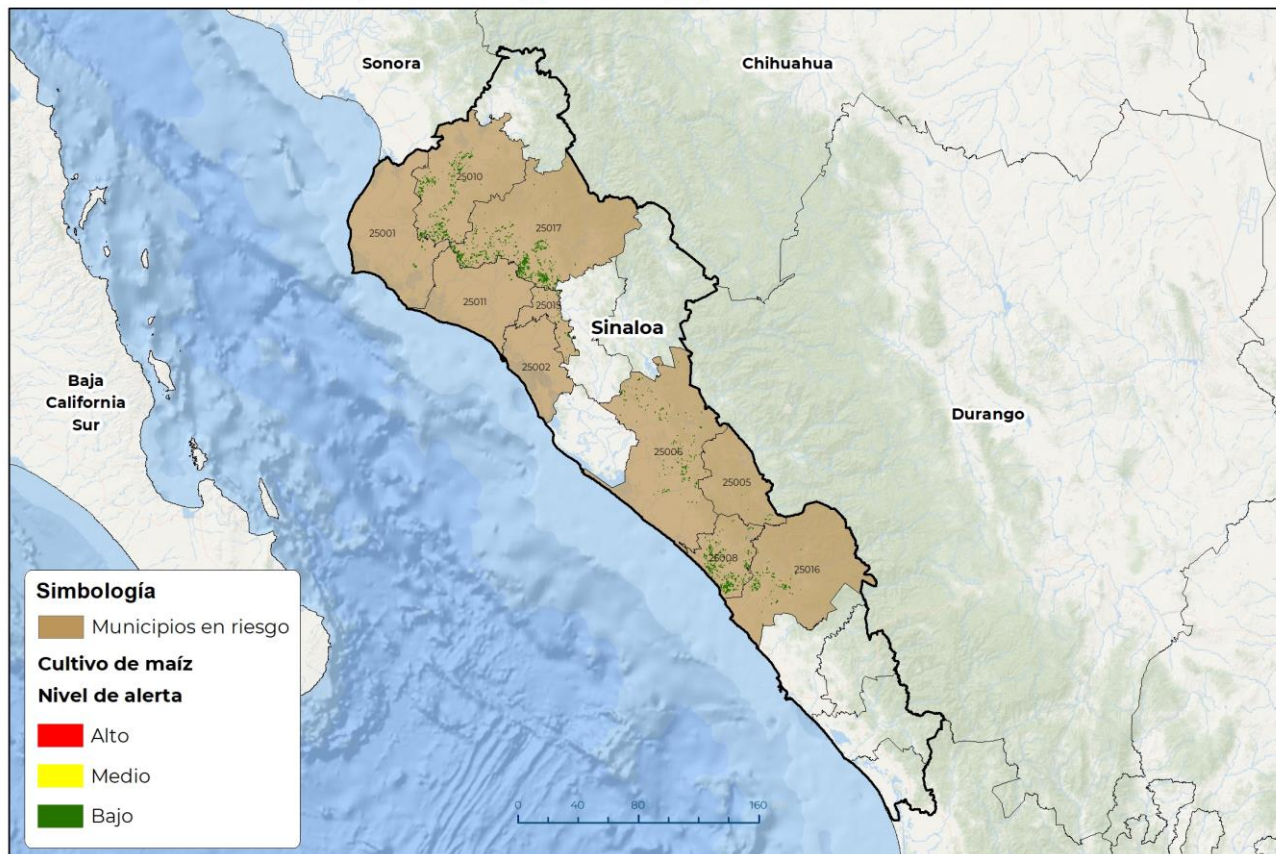 Sonora
Chihuahua
25010
25001
25017
25011
25015
Sinaloa
25002
Baja
California
Sur
Durango
25006
25005
25008
25016
Simbología
Municipios en riesgo
Cultivo de maíz
Nivel de alerta
Alto
Medio
Bajo
0 40 80 160